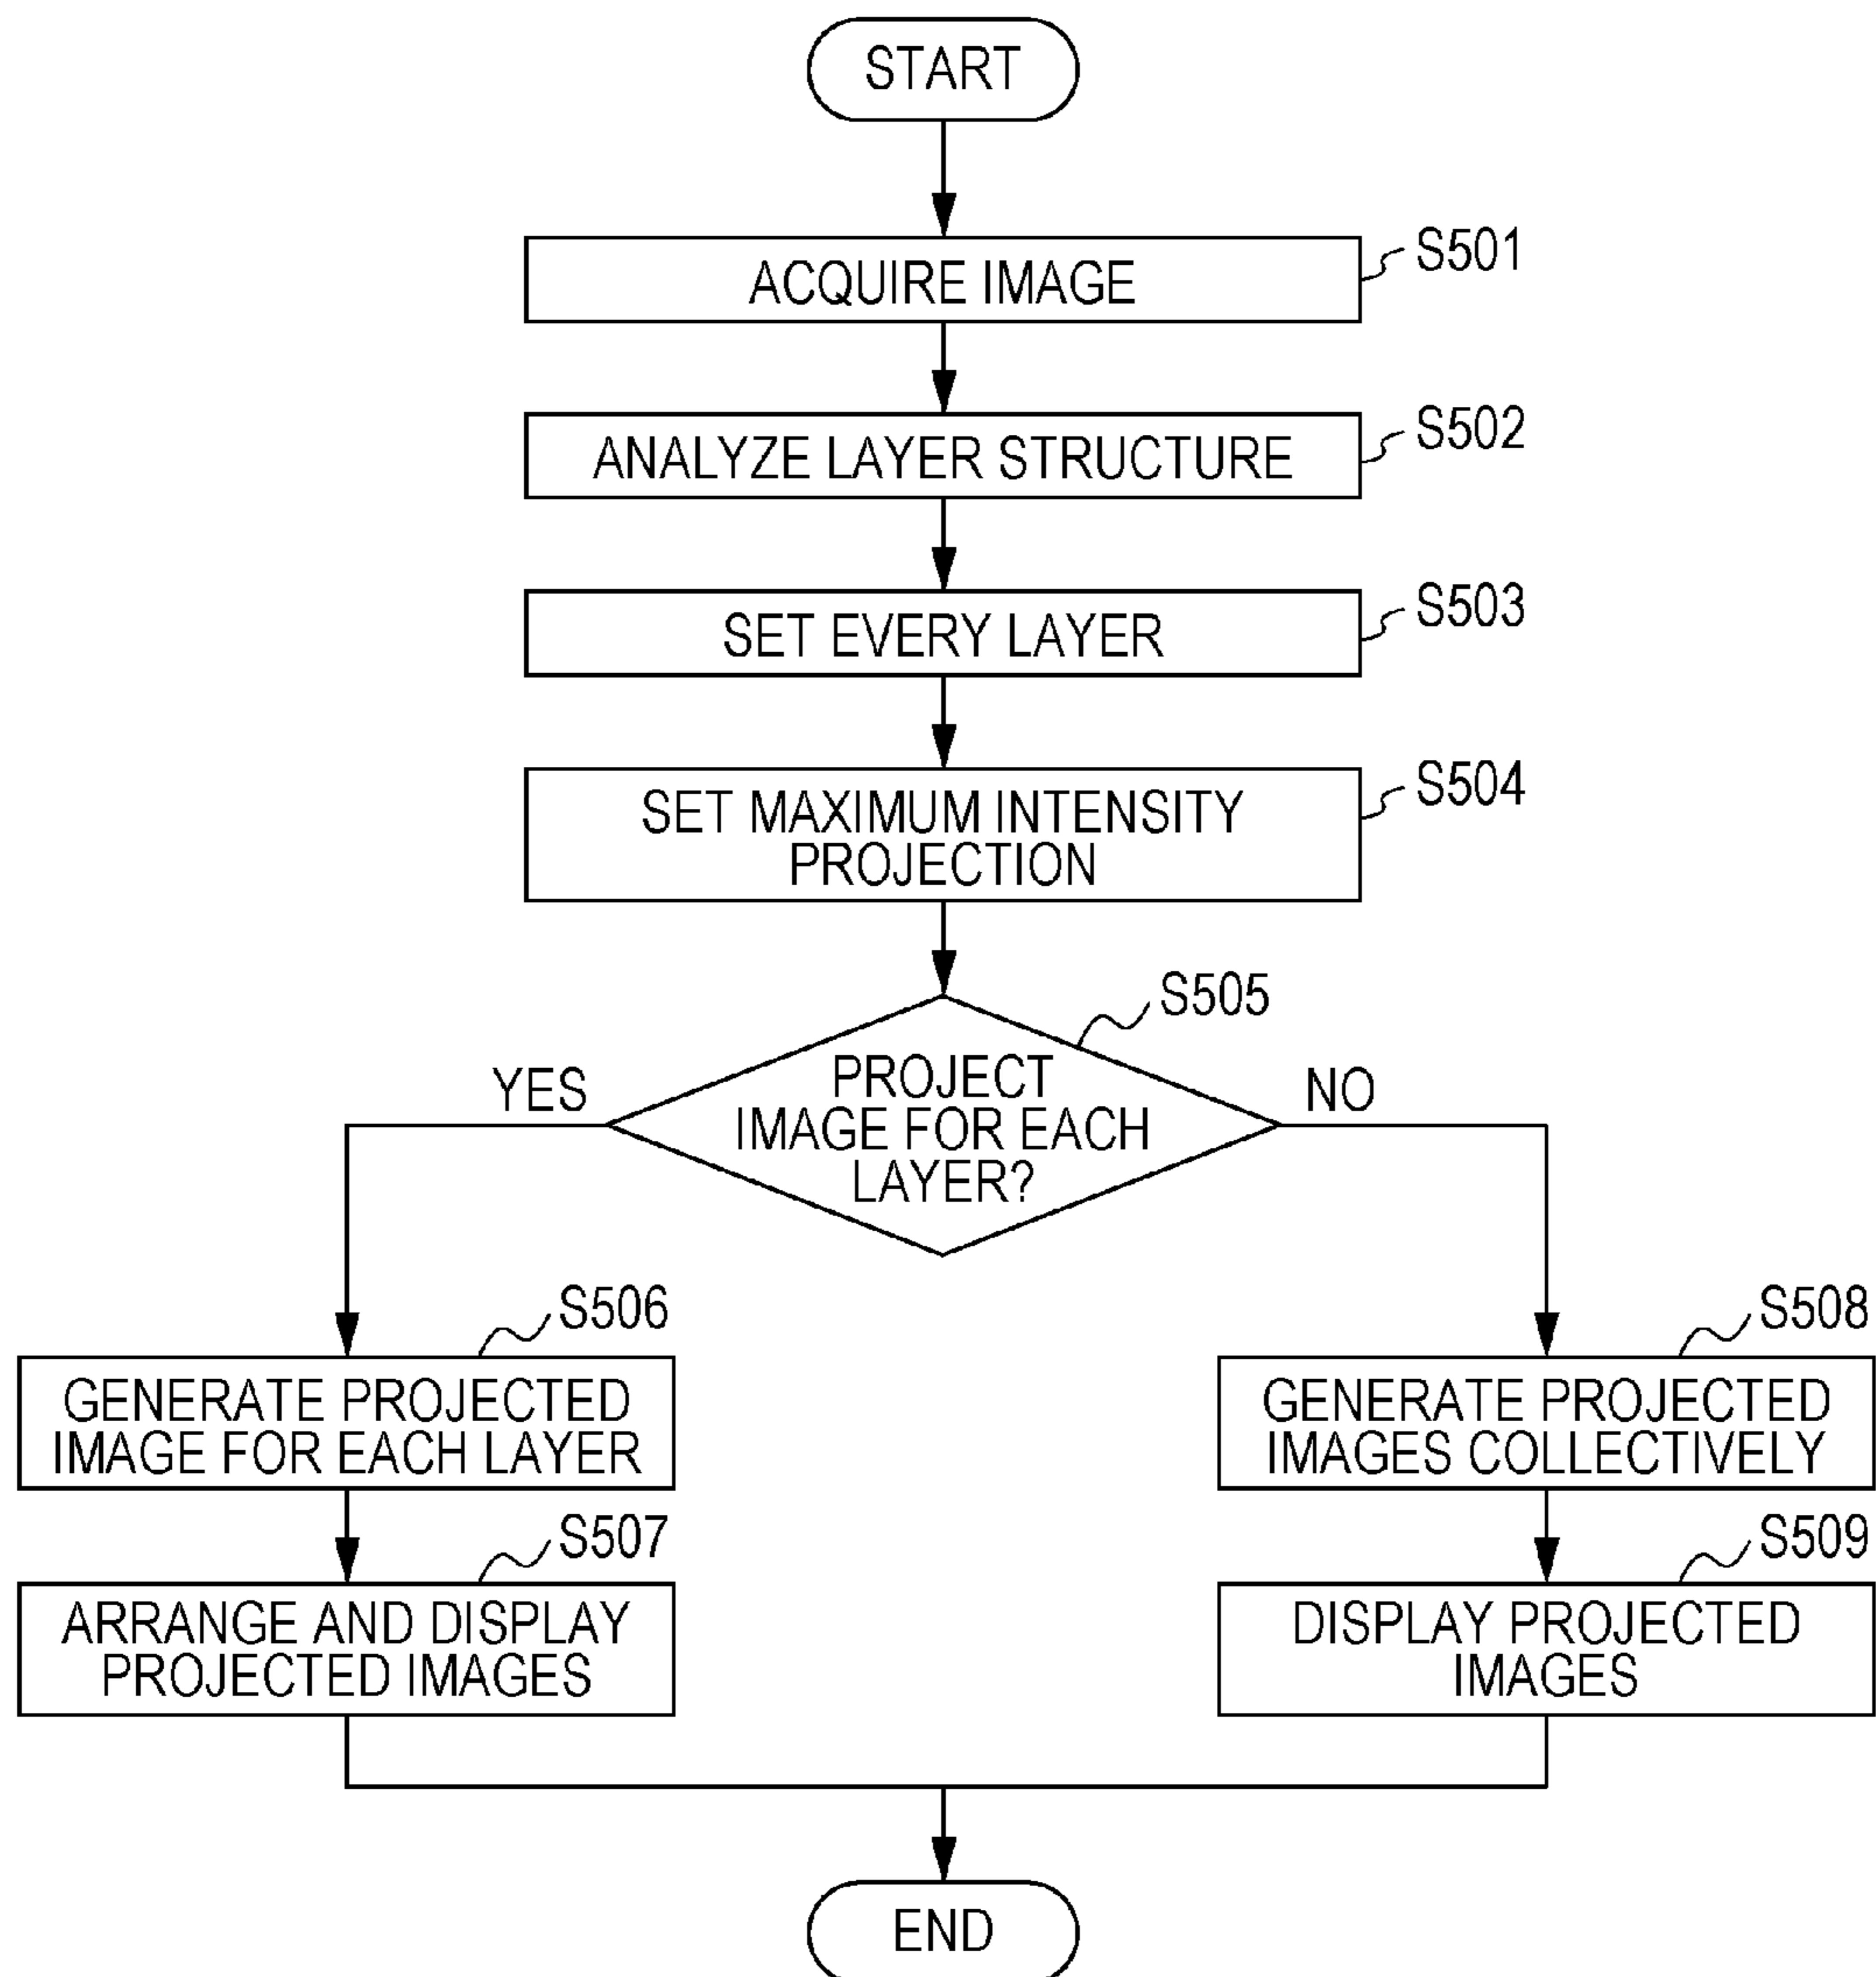 START
ACQUIRE IMAGE
S501
ANALYZE LAYER STRUCTURE
S502
SET EVERY LAYER
S503
SET MAXIMUM INTENSITY
PROJECTION
S504
S505
PROJECT
IMAGE FOR EACH
LAYER?
YES
NO
S506
GENERATE PROJECTED
IMAGE FOR EACH LAYER
S507
ARRANGE AND DISPLAY
PROJECTED IMAGES
S508
GENERATE PROJECTED
IMAGES COLLECTIVELY
S509
DISPLAY PROJECTED
IMAGES
END